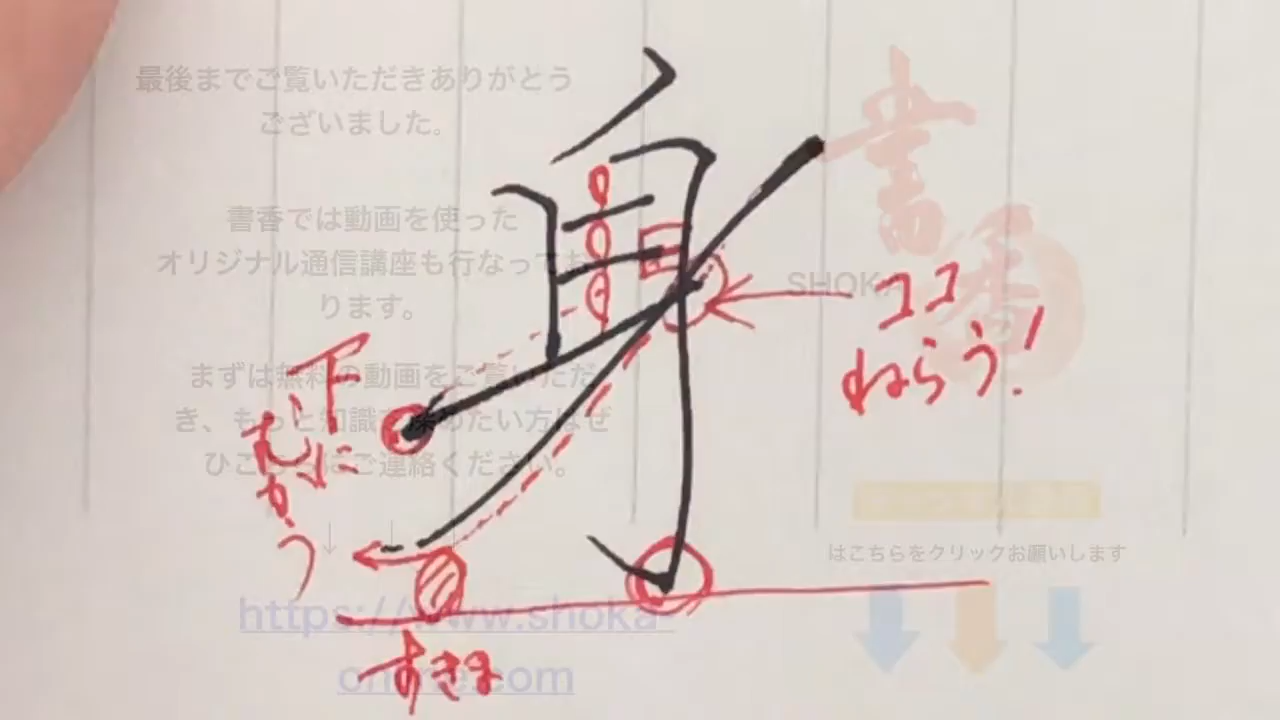 最後までご覧いただきありがとう
ございました。
書香では動画を使った
オリジナル通信講座も行なってお
ります。
まずは無料の動画をご覧いただ
き、もっと知識を深めたい方はぜ
ひこちらにご連絡ください。
↓ ↓
https://www.shoka-
online.com
身
下に
むかう
すきま
ココ
ねらう!
書香
SHOKA
はこちらをクリックお願いします